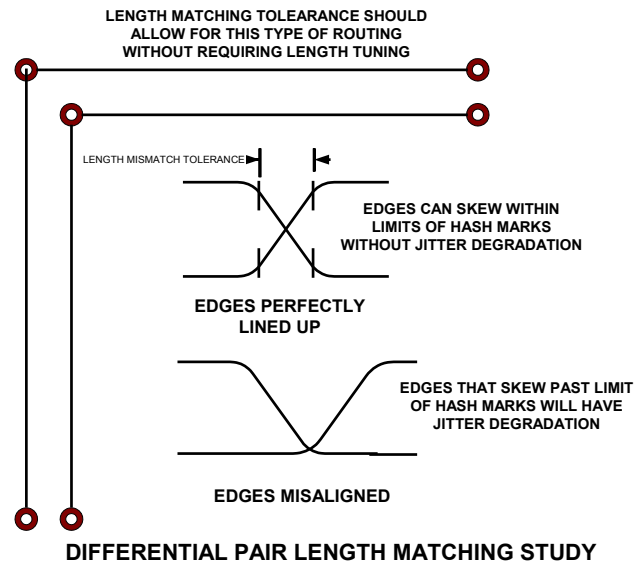 LENGTH MATCHING TOLEARANCE SHOULD
ALLOW FOR THIS TYPE OF ROUTING
WITHOUT REQUIRING LENGTH TUNING
LENGTH MISMATCH TOLERANCE
EDGES CAN SKEW WITHIN
LIMITS OF HASH MARKS
WITHOUT JITTER DEGRADATION
EDGES PERFECTLY
LINED UP
EDGES THAT SKEW PAST LIMIT
OF HASH MARKS WILL HAVE
JITTER DEGRADATION
EDGES MISALIGNED
DIFFERENTIAL PAIR LENGTH MATCHING STUDY